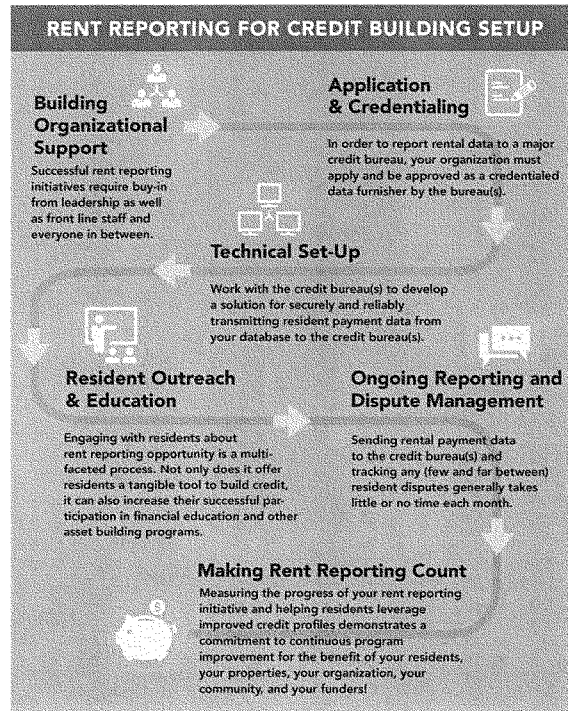 RENT REPORTING FOR CREDIT BUILDING SETUP
Building
Organizational
Support
Successful rent reporting
initiatives require buy-in
from leadership as well
as front line staff and
everyone in between.
Application
& Credentialing
In order to report rental data to a major
credit bureau, your organization must
apply and be approved as a credentialed
data furnisher by the bureau(s).
Technical Set-Up
Work with the credit bureau(s) to develop
a solution for securely and reliably
transmitting resident payment data from
your database to the credit bureau(s).
Resident Outreach
& Education
Engaging with residents about
rent reporting opportunity is a multi-
faceted process. Not only does it offer
residents a tangible tool to build credit,
it can also increase their successful par-
ticipation in financial education and other
asset building programs.
Ongoing Reporting and
Dispute Management
Sending rental payment data
to the credit bureau(s) and
tracking any (few and far between)
resident disputes generally takes
little or no time each month.
Making Rent Reporting Count
Measuring the progress of your rent reporting
initiative and helping residents leverage
improved credit profiles demonstrates a
commitment to continuous program
improvement for the benefit of your residents,
your properties, your organization, your
community, and your funders!
$